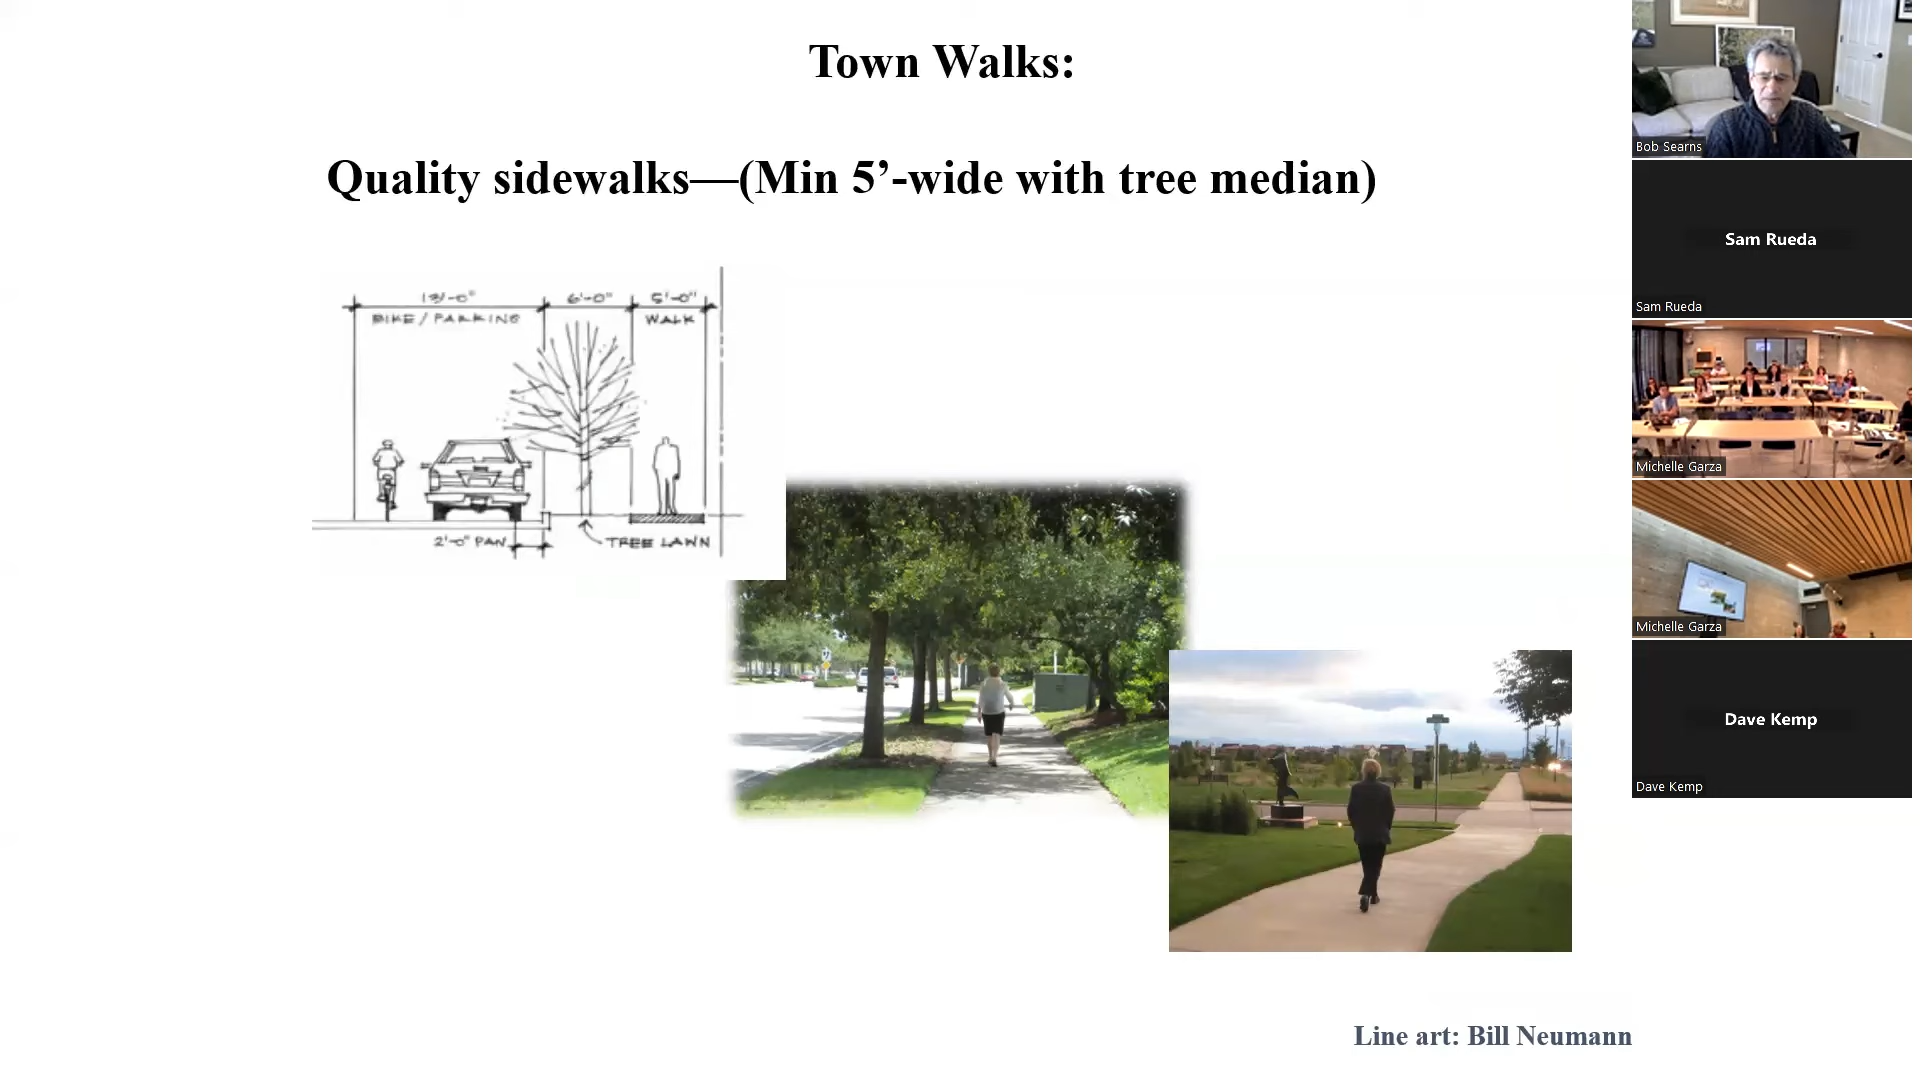 Town Walks:
Quality sidewalks—(Min 5’-wide with tree median)
13'-0" 6'-0" 5'-0"
BIKE / PARKING WALK
2'-0" PAN TREE LAWN
Line art: Bill Neumann
Bob Searns
Sam Rueda
Sam Rueda
Michelle Garza
Michelle Garza
Dave Kemp
Dave Kemp